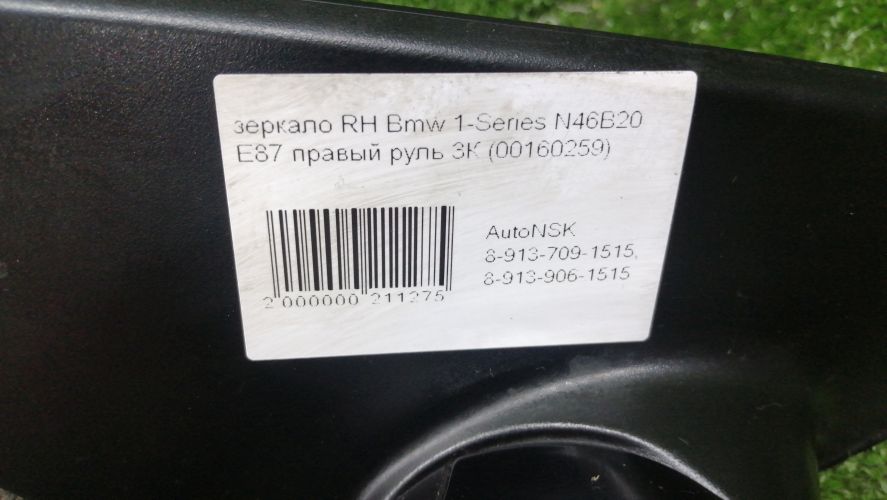 зеркало RH Bmw 1-Series N46B20
E87 правый руль 3К (00160259)
AutoNSK
8-913-709-1515,
8-913-906-1515
2 000000 211275